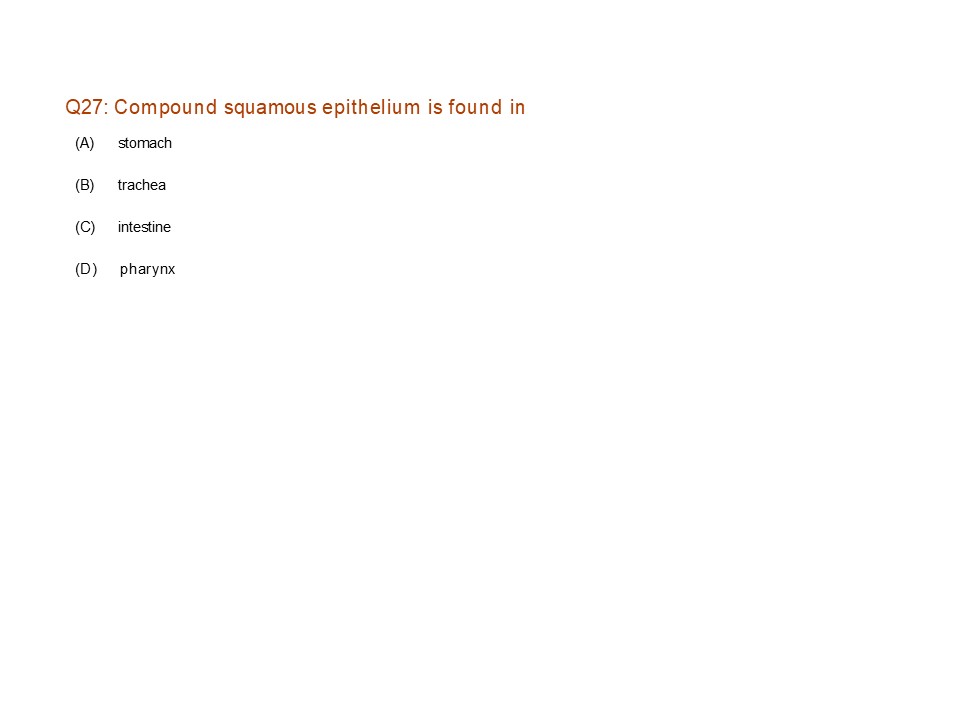 Q27: Compound squamous epithelium is found in
(A) stomach
(B) trachea
(C) intestine
(D) pharynx